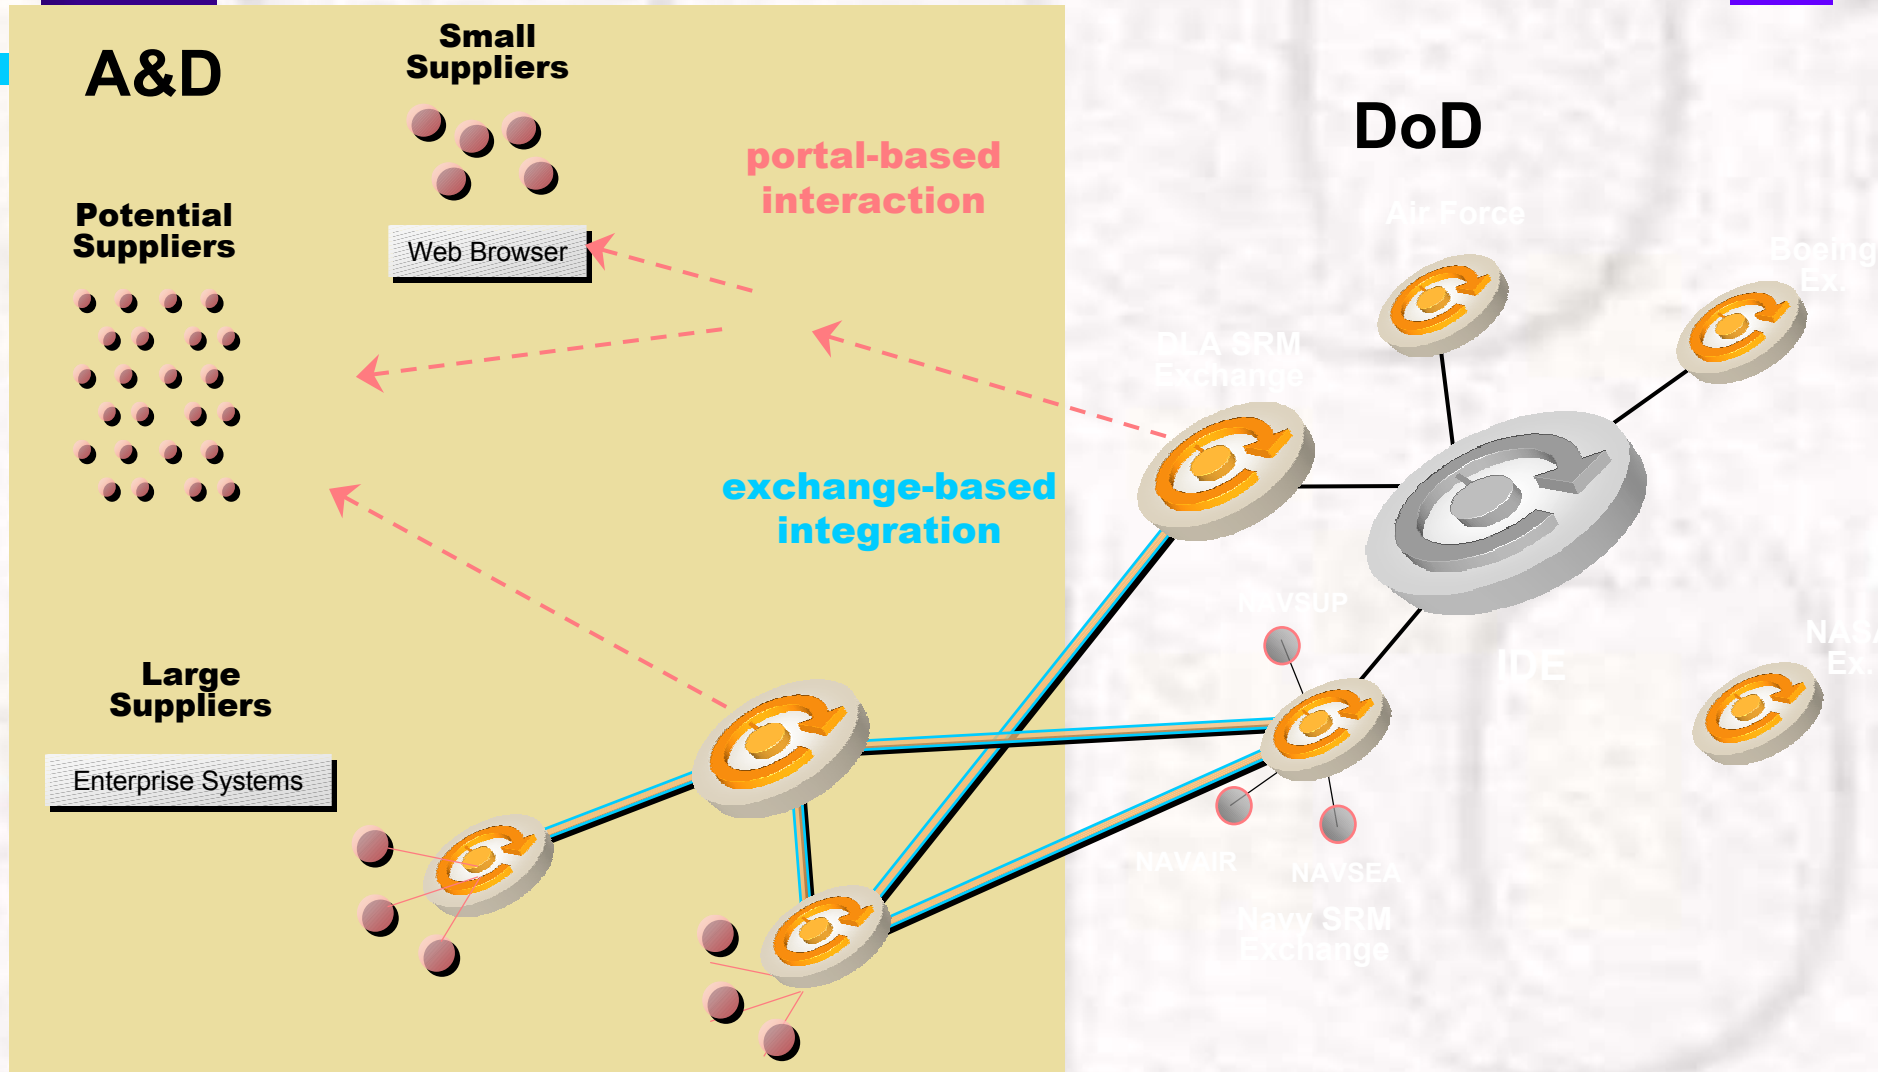 A&D
Small
Suppliers
DoD
portal-based
interaction
Potential
Suppliers
Web Browser
Air Force
Boeing
Ex.
DLA SRM
Exchange
exchange-based
integration
NAVSUP
IDE
NASA
Ex.
Large
Suppliers
Enterprise Systems
NAVAIR
NAVSEA
Navy SRM
Exchange